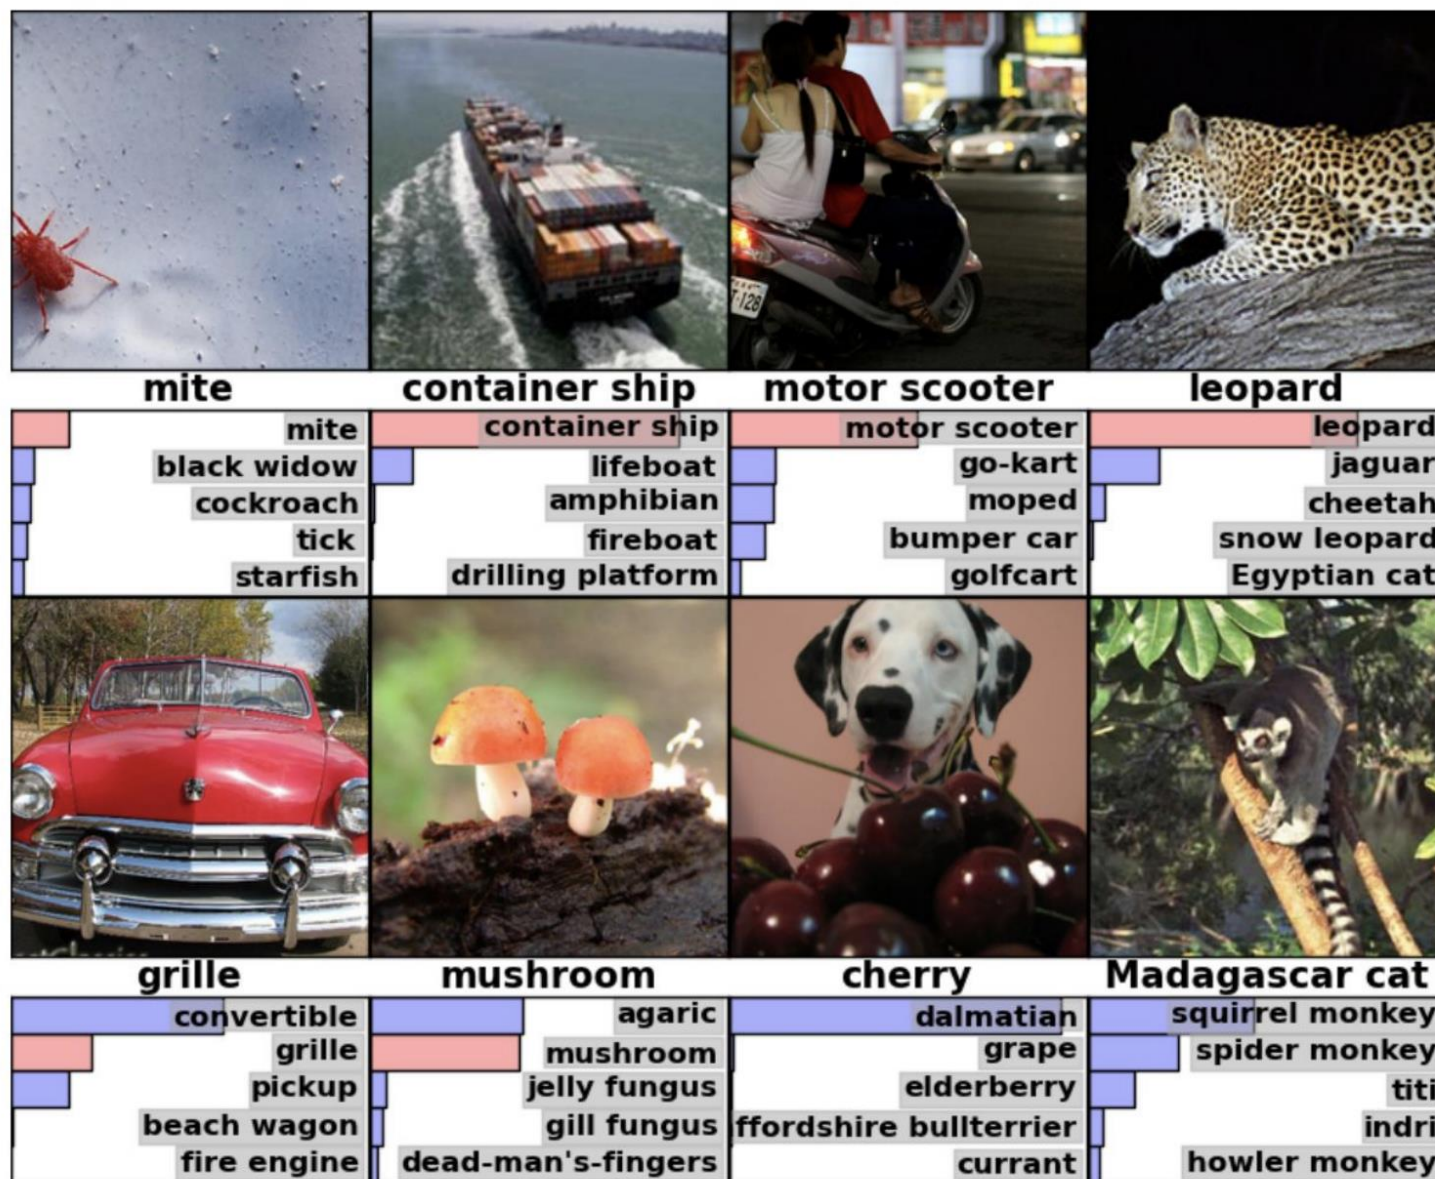 T-128
mite
container ship
motor scooter
leopard
mite
black widow
cockroach
tick
starfish
container ship
lifeboat
amphibian
fireboat
drilling platform
motor scooter
go-kart
moped
bumper car
golfcart
leopard
jaguar
cheetah
snow leopard
Egyptian cat
grille
mushroom
cherry
Madagascar cat
convertible
grille
pickup
beach wagon
fire engine
agaric
mushroom
jelly fungus
gill fungus
dead-man's-fingers
dalmatian
grape
elderberry
ffordshire bullterrier
currant
squirrel monkey
spider monkey
titi
indri
howler monkey